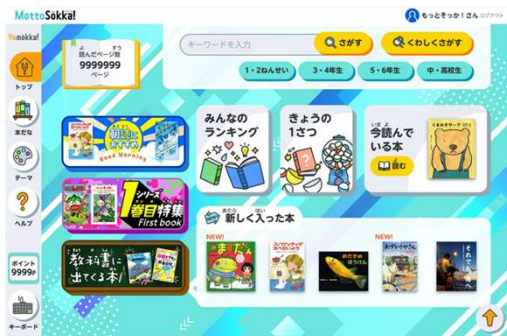 MottoSokka!
もっとそっか！さん ログアウト
Yomokka!
トップ
本だな
テーマ
ヘルプ
ポイント
9999P
キーボード
読んだページ数
9999999
ページ
キーワードを入力
さがす
くわしくさがす
1・2ねんせい
3・4年生
5・6年生
中・高校生
朝読に
おすすめ
Good Morning
シリーズ
1巻目特集
First book
教科書に
出てくる本
みんなの
ランキング
きょうの
1さつ
今読んで
いる本
読む
新しく入った本
NEW!
NEW!